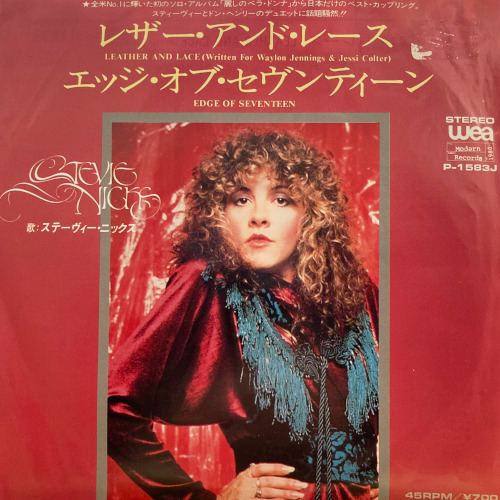 ★全米No.1に輝いた初のソロ・アルバム「麗しのベラ・ドンナ」から日本だけのベスト・カップリング。
スティーヴィーとドン・ヘンリーのデュエットに話題騒然!!
レザー・アンド・レース
LEATHER AND LACE (Written For Waylon Jennings & Jessi Colter)
エッジ・オブ・セヴンティーン
EDGE OF SEVENTEEN
STEREO
wea
Modern
Records
P-1583J
STEVIE
NICKS
歌:スティーヴィー・ニックス
45RPM/¥700